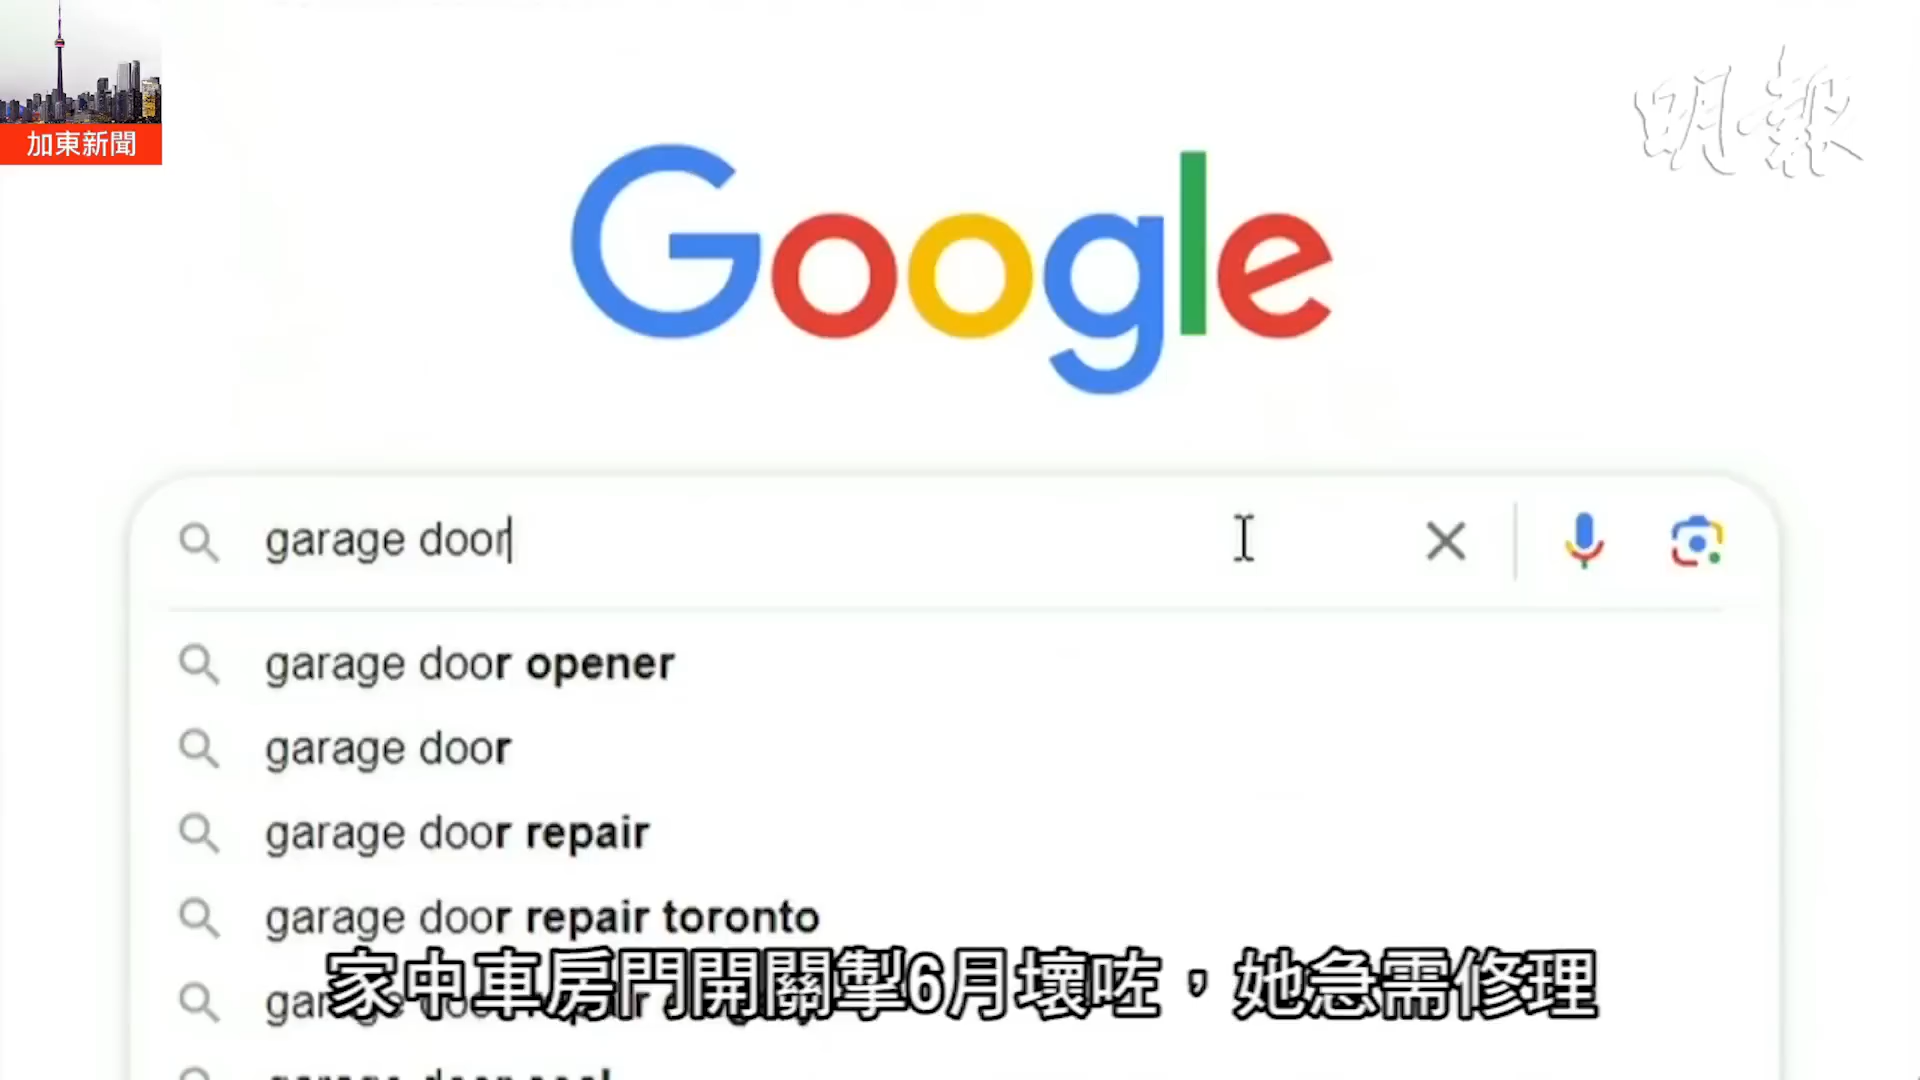 加東新聞
明報
Google
garage door
garage door opener
garage door
garage door repair
garage door repair toronto
家中車房門開關掣6月壞咗，她急需修理